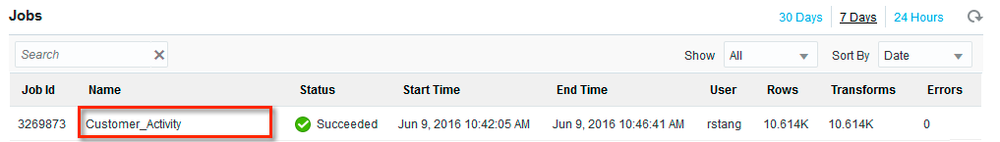 Jobs 30 Days 7 Days 24 Hours
Search Show All Sort By Date
Job Id Name Status Start Time End Time User Rows Transforms Errors
3269873 Customer_Activity Succeeded Jun 9, 2016 10:42:05 AM Jun 9, 2016 10:46:41 AM rstang 10.614K 10.614K 0